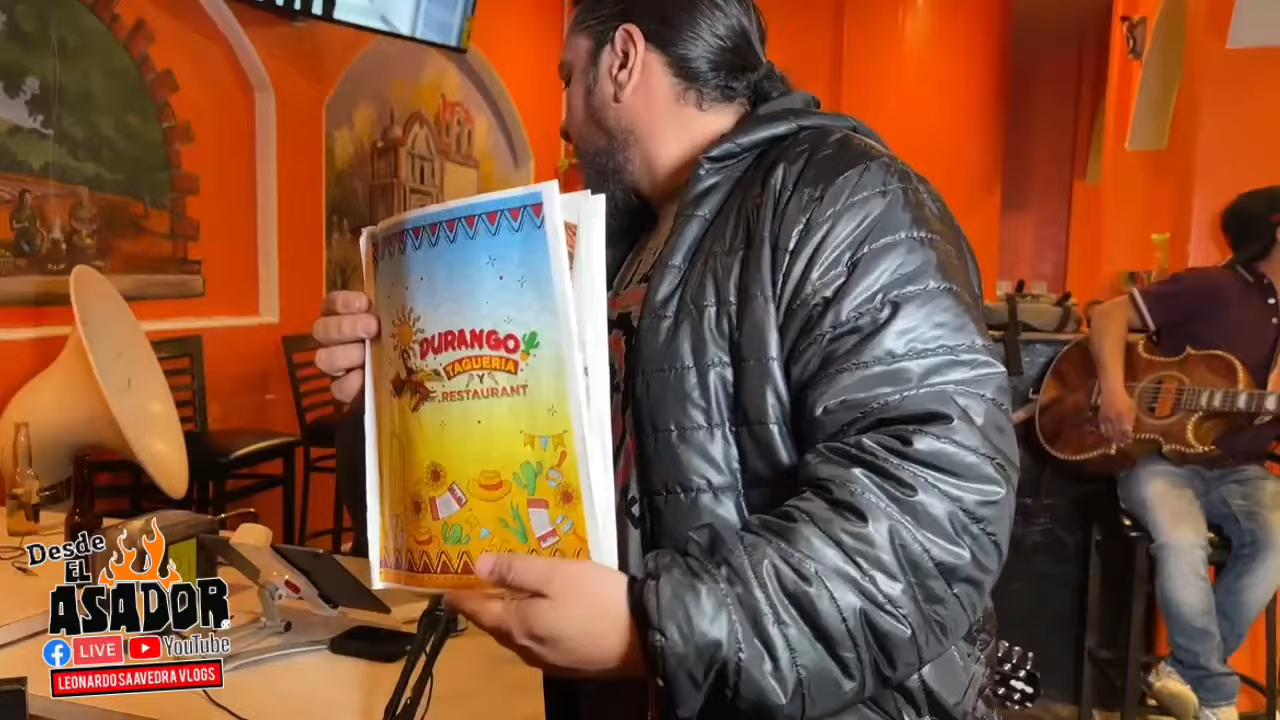 DURANGO
TAQUERIA
Y
RESTAURANT
Desde
EL
ASADOR
LIVE YouTube
LEONARDO SAAVEDRA VLOGS